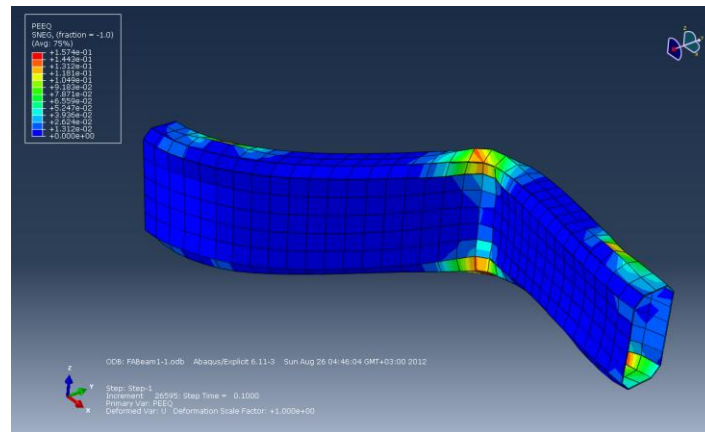 PEEQ
SNEG, (fraction = -1.0)
(Avg: 75%)
+1.574e-01
+1.443e-01
+1.312e-01
+1.181e-01
+1.049e-01
+9.183e-02
+7.871e-02
+6.559e-02
+5.247e-02
+3.936e-02
+2.624e-02
+1.312e-02
+0.000e+00
ODB: FABeam1-1.odb Abaqus/Explicit 6.11-3 Sun Aug 26 04:46:04 GMT+03:00 2012
Step: Step-1
Increment 26595: Step Time = 0.1000
Primary Var: PEEQ
Deformed Var: U Deformation Scale Factor: +1.000e+00
Z
Y
X